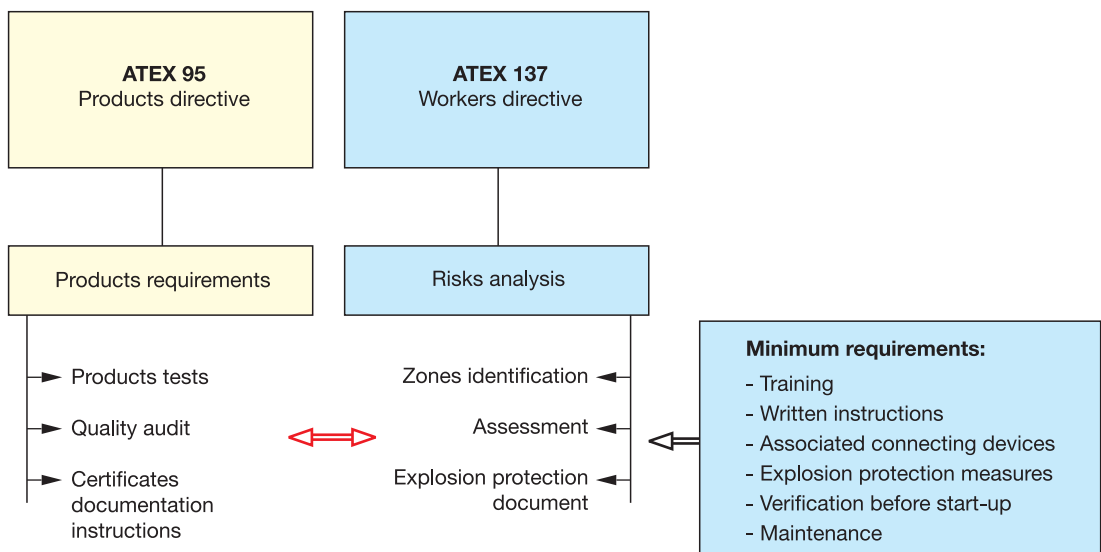 ATEX 95
Products directive
ATEX 137
Workers directive
Products requirements
Risks analysis
Products tests
Quality audit
Certificates
documentation
instructions
Zones identification
Assessment
Explosion protection
document
Minimum requirements:
- Training
- Written instructions
- Associated connecting devices
- Explosion protection measures
- Verification before start-up
- Maintenance